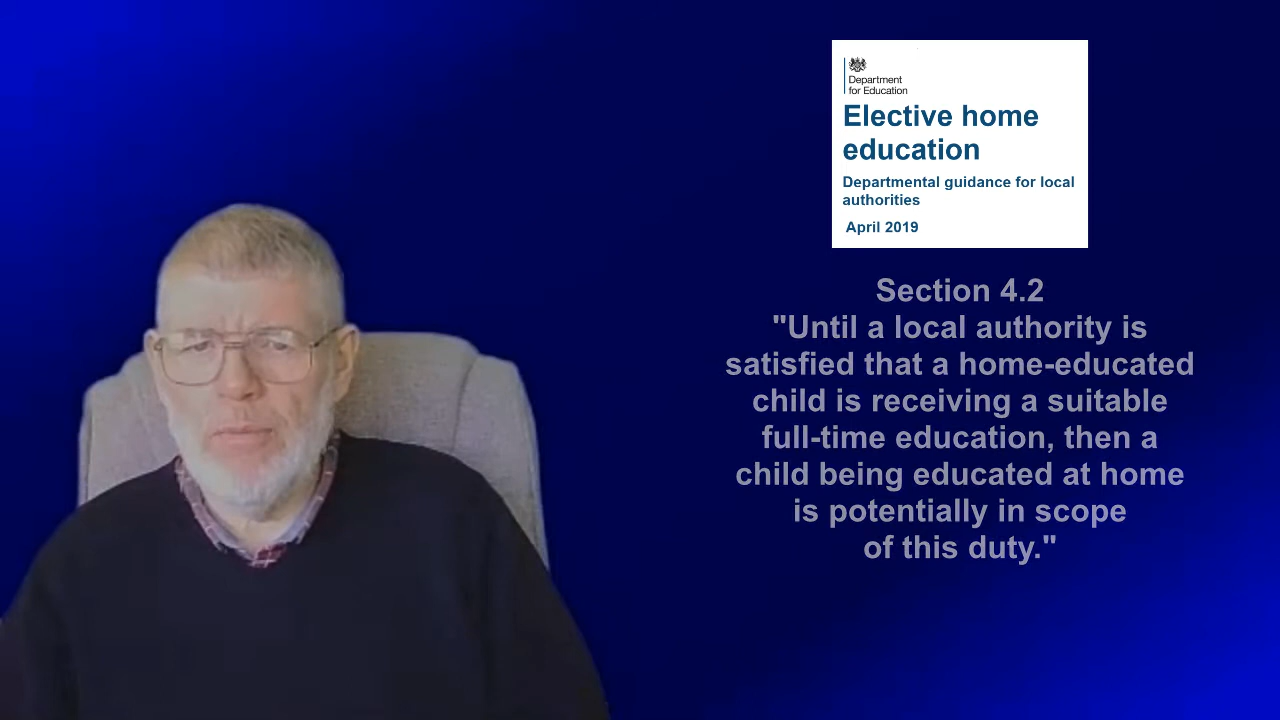 Department
for Education
Elective home
education
Departmental guidance for local
authorities
April 2019
Section 4.2
"Until a local authority is
satisfied that a home-educated
child is receiving a suitable
full-time education, then a
child being educated at home
is potentially in scope
of this duty."